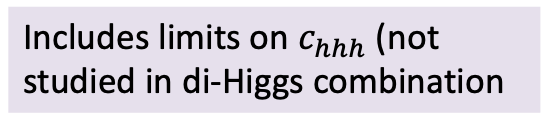 Includes limits on c_hhh (not
studied in di-Higgs combination